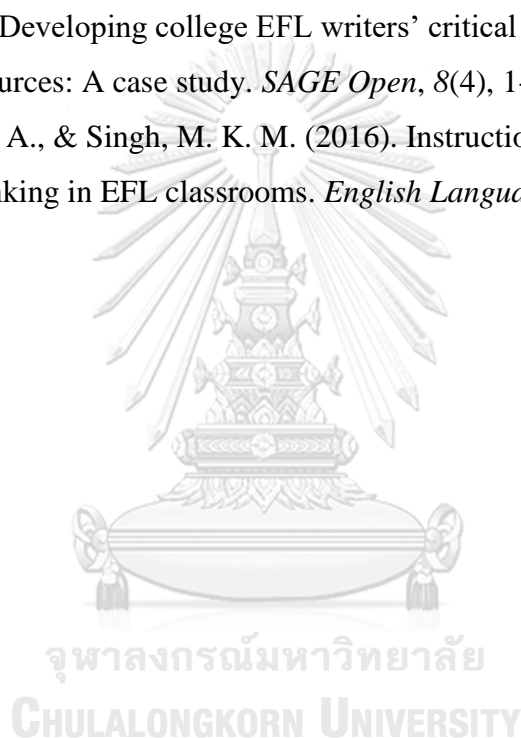 Developing college EFL writers’ critical
urces: A case study. SAGE Open, 8(4), 1-
A., & Singh, M. K. M. (2016). Instructio
nking in EFL classrooms. English Langua
จุฬาลงกรณ์มหาวิทยาลัย
CHULALONGKORN UNIVERSITY